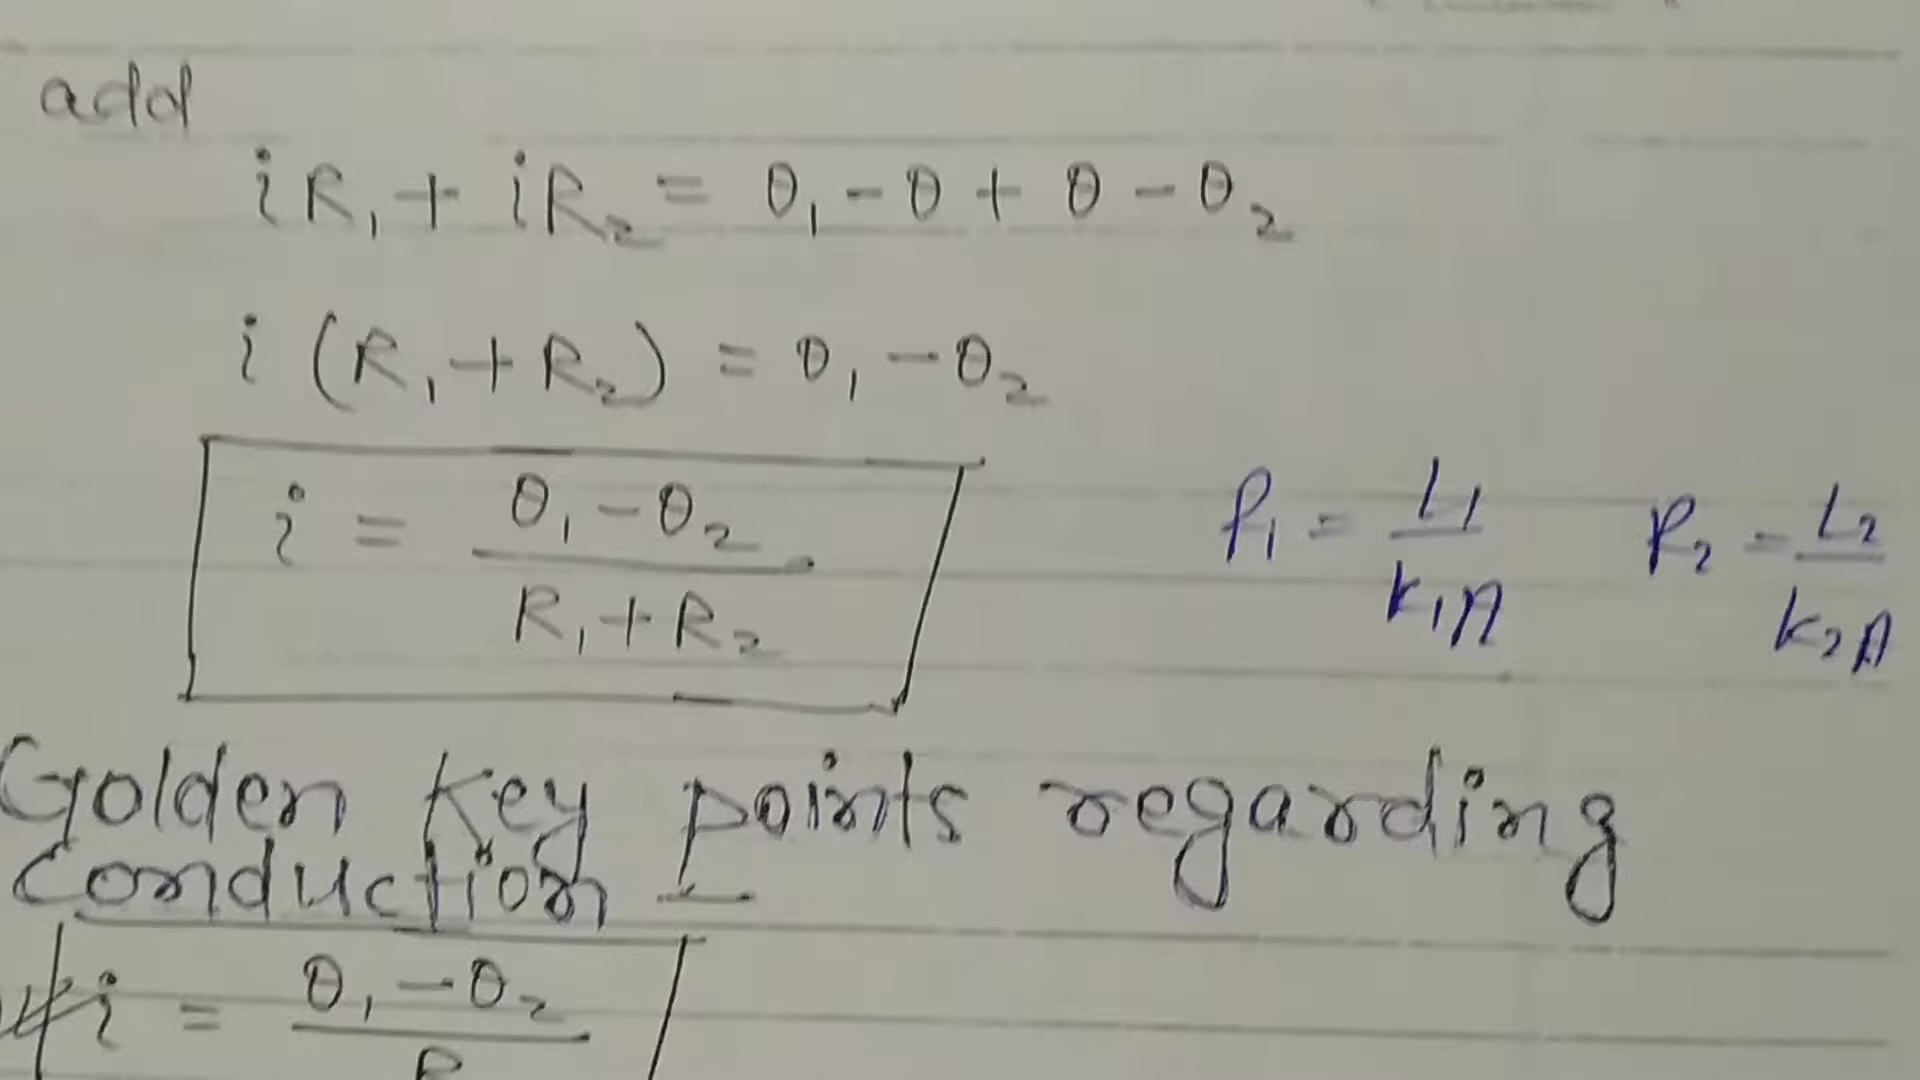 add
iR₁ + iR₂ = θ₁ - θ + θ - θ₂
i (R₁ + R₂) = θ₁ - θ₂
i = (θ₁ - θ₂) / (R₁ + R₂)
R₁ = L₁ / K₁A R₂ = L₂ / K₂A
Golden Key points regarding
conduction -
i = (θ₁ - θ₂) / R